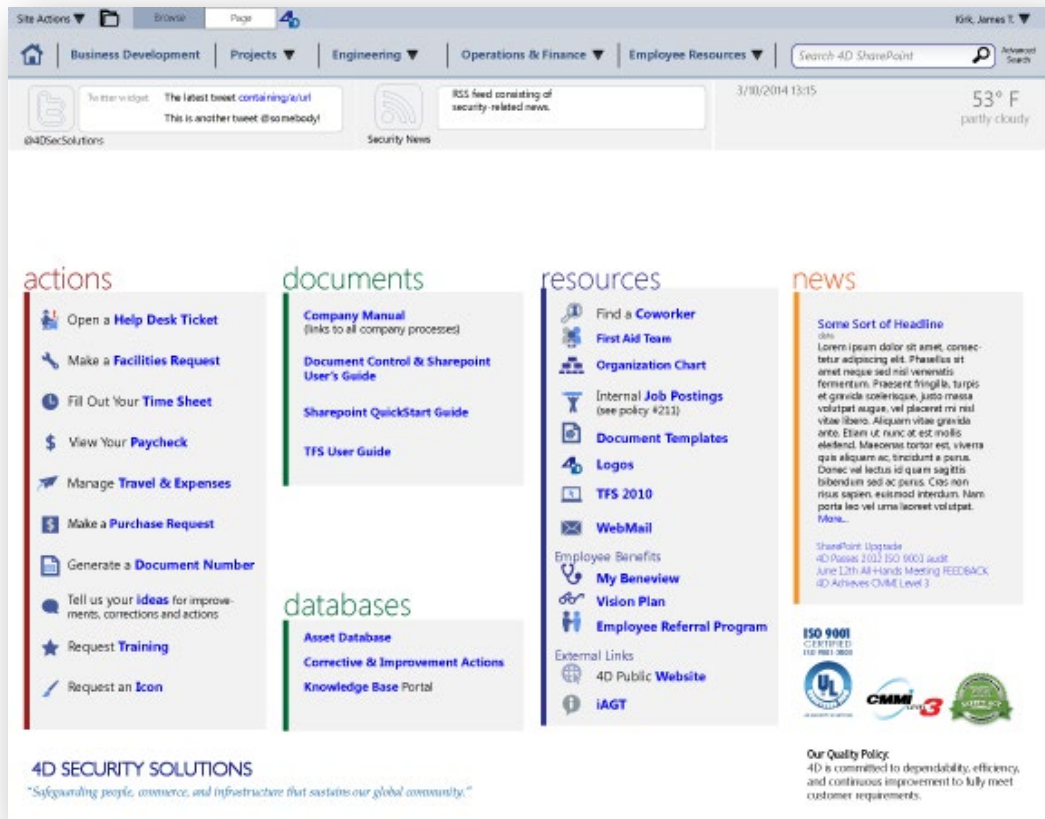 Site Actions ▼ Browse Page 4D Kirk, James T. ▼
Business Development Projects ▼ Engineering ▼ Operations & Finance ▼ Employee Resources ▼ Search 4D SharePoint Advanced Search
Twitter widget The latest tweet containing/a/url
This is another tweet @somebody!
@4DSecSolutions
RSS feed consisting of
security-related news.
Security News
3/10/2014 13:15
53° F
partly cloudy
actions
Open a Help Desk Ticket
Make a Facilities Request
Fill Out Your Time Sheet
$ View Your Paycheck
Manage Travel & Expenses
$ Make a Purchase Request
Generate a Document Number
Tell us your ideas for improve-
ments, corrections and actions
Request Training
Request an Icon
documents
Company Manual
(links to all company processes)
Document Control & Sharepoint
User's Guide
Sharepoint QuickStart Guide
TFS User Guide
databases
Asset Database
Corrective & Improvement Actions
Knowledge Base Portal
resources
Find a Coworker
First Aid Team
Organization Chart
Internal Job Postings
(see policy #211)
Document Templates
4D Logos
TFS 2010
WebMail
Employee Benefits
My Beneview
Vision Plan
Employee Referral Program
External Links
4D Public Website
iAGT
news
Some Sort of Headline
date
Lorem ipsum dolor sit amet, consec-
tetur adipiscing elit. Phasellus sit
amet neque sed nisl venenatis
fermentum. Praesent fringilla, turpis
et gravida scelerisque, justo massa
volutpat augue, vel placerat mi nisl
vitae libero. Aliquam vitae gravida
ante. Etiam ut nunc at est mollis
eleifend. Maecenas tortor est, viverra
quis aliquam ac, tincidunt a purus.
Donec vel lectus id quam sagittis
bibendum sed ac purus. Cras non
risus sapien, euismod interdum. Nam
porta leo vel urna laoreet volutpat.
More...
SharePoint Upgrade
4D Passes 2012 ISO 9001 audit
June 12th All-Hands Meeting FEEDBACK
4D Achieves CMMI Level 3
ISO 9001
CERTIFIED
UL
CMMI LEVEL 3
Our Quality Policy:
4D is committed to dependability, efficiency,
and continuous improvement to fully meet
customer requirements.
4D SECURITY SOLUTIONS
"Safeguarding people, commerce, and infrastructure that sustains our global community."